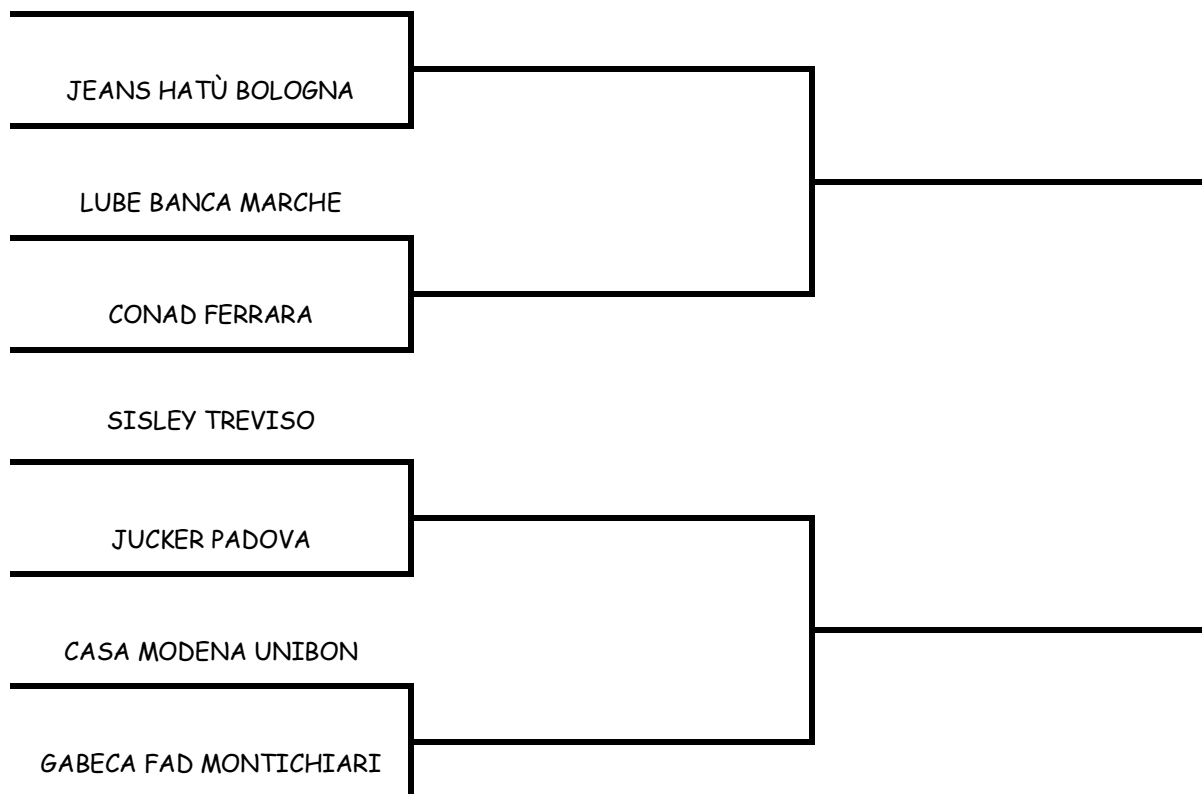 JEANS HATÙ BOLOGNA
LUBE BANCA MARCHE
CONAD FERRARA
SISLEY TREVISO
JUCKER PADOVA
CASA MODENA UNIBON
GABECA FAD MONTICHIARI